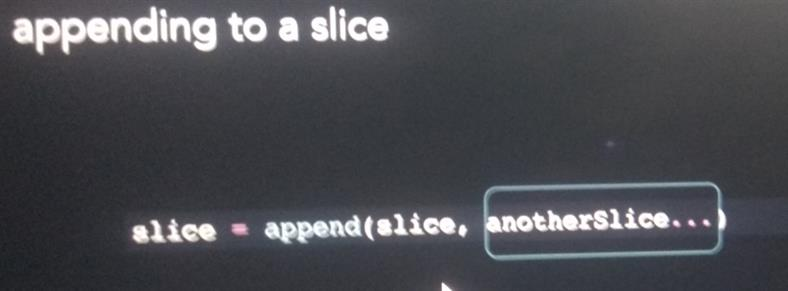 appending to a slice
slice = append(slice, anotherSlice...)